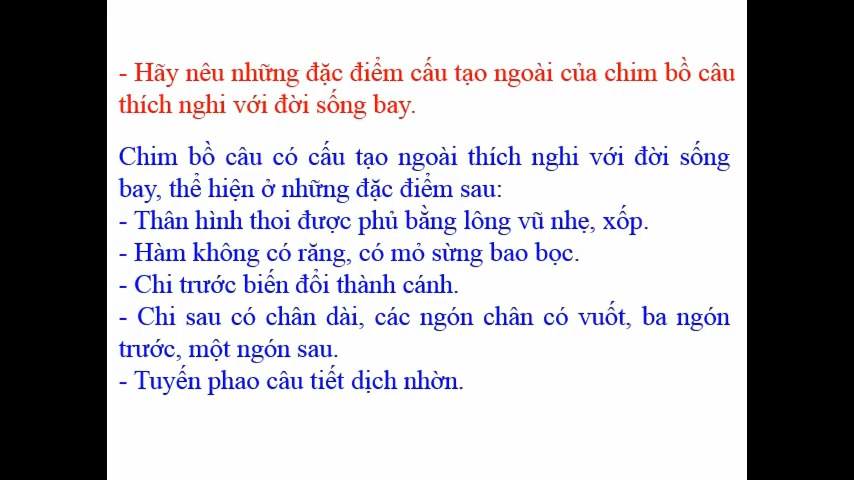 - Hãy nêu những đặc điểm cấu tạo ngoài của chim bồ câu
thích nghi với đời sống bay.
Chim bồ câu có cấu tạo ngoài thích nghi với đời sống
bay, thể hiện ở những đặc điểm sau:
- Thân hình thoi được phủ bằng lông vũ nhẹ, xốp.
- Hàm không có răng, có mỏ sừng bao bọc.
- Chi trước biến đổi thành cánh.
- Chi sau có chân dài, các ngón chân có vuốt, ba ngón
trước, một ngón sau.
- Tuyến phao câu tiết dịch nhờn.